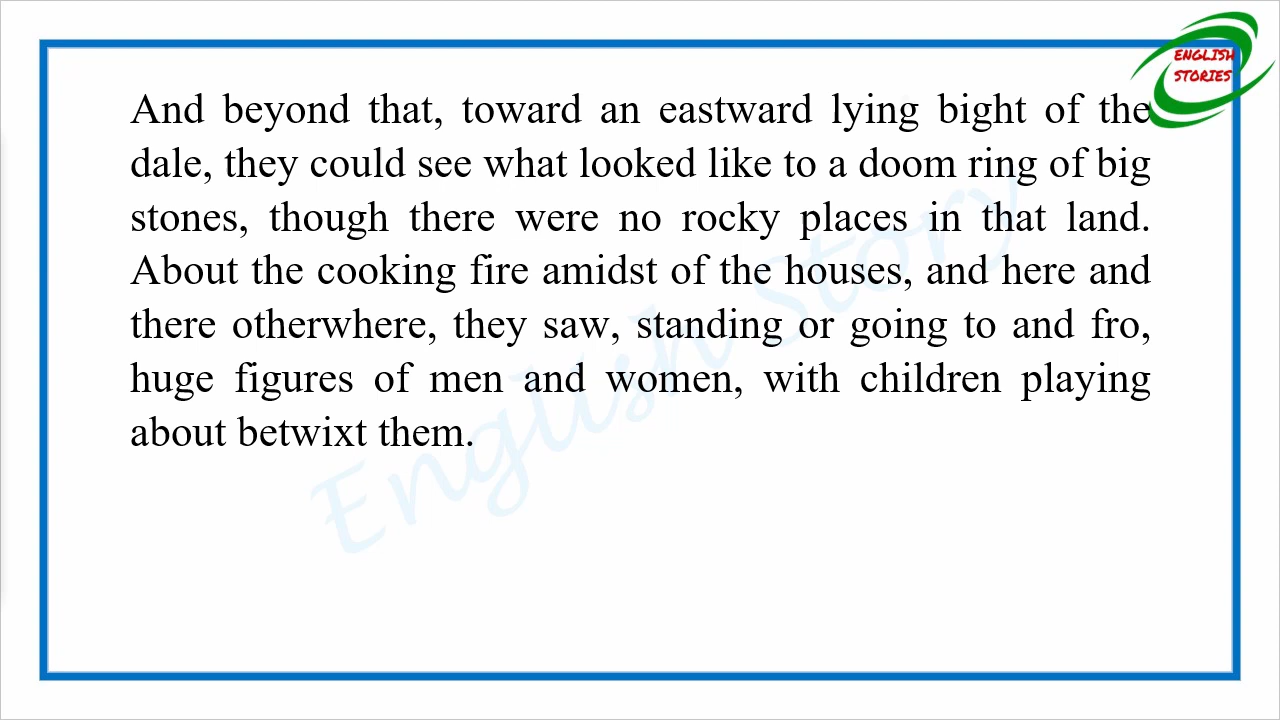 ENGLISH
STORIES
And beyond that, toward an eastward lying bight of the
dale, they could see what looked like to a doom ring of big
stones, though there were no rocky places in that land.
About the cooking fire amidst of the houses, and here and
there otherwhere, they saw, standing or going to and fro,
huge figures of men and women, with children playing
about betwixt them.
English Story